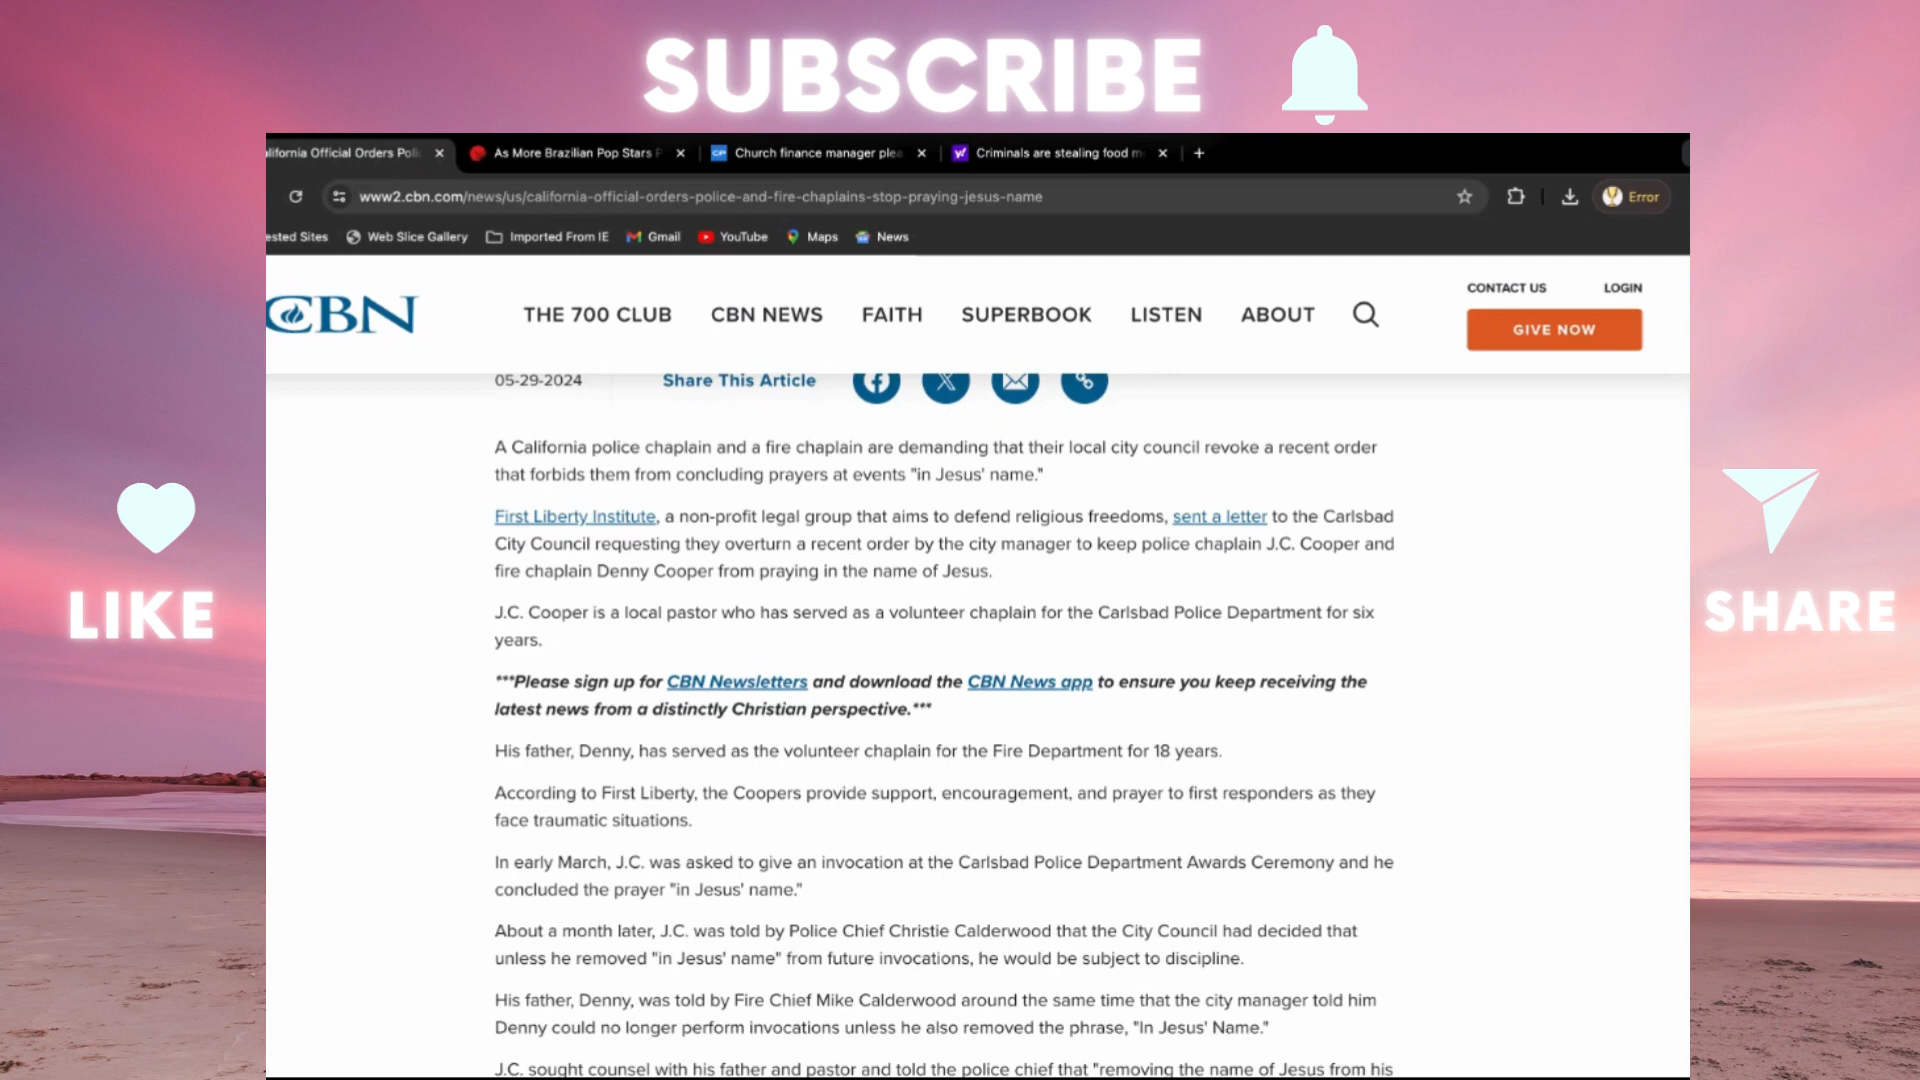 SUBSCRIBE
lifornia Official Orders Poli
As More Brazilian Pop Stars P
Church finance manager plea
Criminals are stealing food m
www2.cbn.com/news/us/california-official-orders-police-and-fire-chaplains-stop-praying-jesus-name
Error
ested Sites
Web Slice Gallery
Imported From IE
Gmail
YouTube
Maps
News
CBN
THE 700 CLUB
CBN NEWS
FAITH
SUPERBOOK
LISTEN
ABOUT
CONTACT US
LOGIN
GIVE NOW
05-29-2024
Share This Article
A California police chaplain and a fire chaplain are demanding that their local city council revoke a recent order
that forbids them from concluding prayers at events "in Jesus' name."
First Liberty Institute, a non-profit legal group that aims to defend religious freedoms, sent a letter to the Carlsbad
City Council requesting they overturn a recent order by the city manager to keep police chaplain J.C. Cooper and
fire chaplain Denny Cooper from praying in the name of Jesus.
J.C. Cooper is a local pastor who has served as a volunteer chaplain for the Carlsbad Police Department for six
years.
***Please sign up for CBN Newsletters and download the CBN News app to ensure you keep receiving the
latest news from a distinctly Christian perspective.***
His father, Denny, has served as the volunteer chaplain for the Fire Department for 18 years.
According to First Liberty, the Coopers provide support, encouragement, and prayer to first responders as they
face traumatic situations.
In early March, J.C. was asked to give an invocation at the Carlsbad Police Department Awards Ceremony and he
concluded the prayer "in Jesus' name."
About a month later, J.C. was told by Police Chief Christie Calderwood that the City Council had decided that
unless he removed "in Jesus' name" from future invocations, he would be subject to discipline.
His father, Denny, was told by Fire Chief Mike Calderwood around the same time that the city manager told him
Denny could no longer perform invocations unless he also removed the phrase, "In Jesus' Name."
J.C. sought counsel with his father and pastor and told the police chief that "removing the name of Jesus from his
LIKE
SHARE